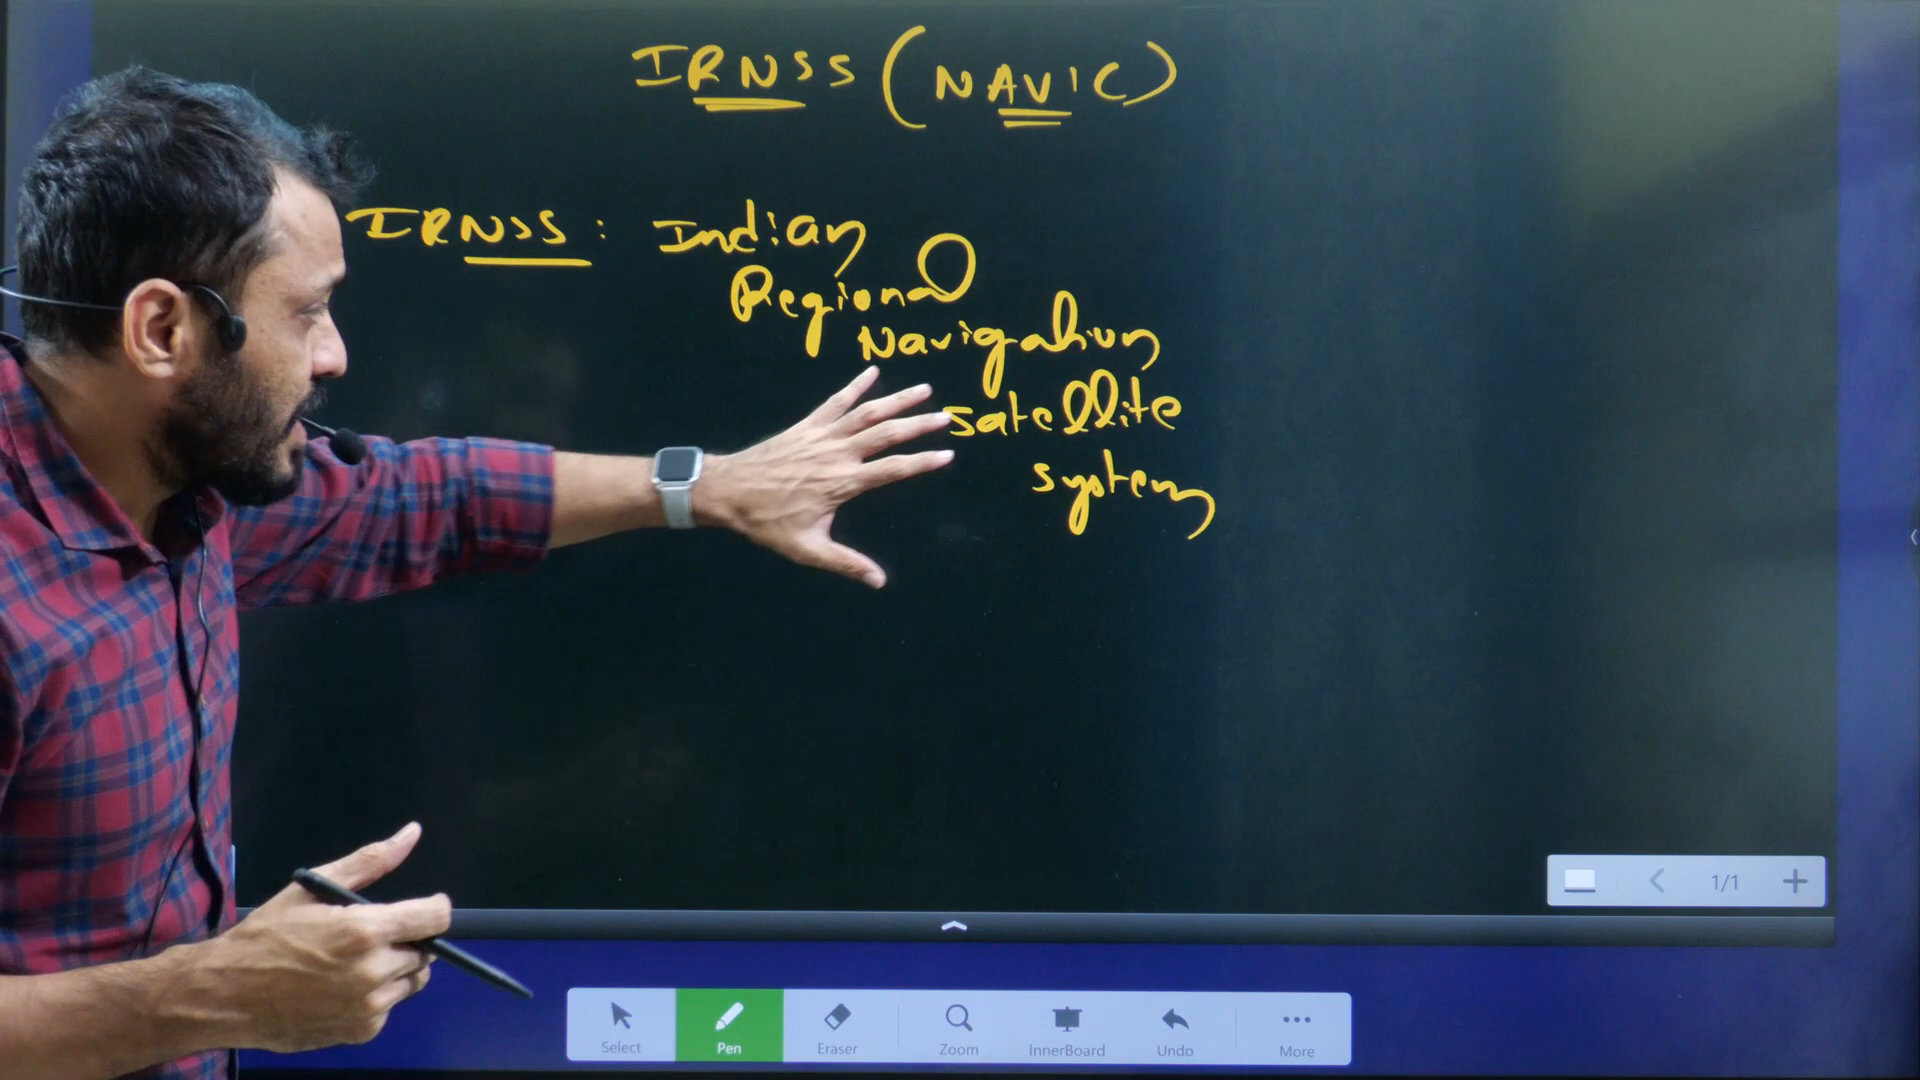 IRNSS (NAVIC)
IRNSS : Indian
Regional
Navigation
satellite
system
1/1
Select Pen Eraser Zoom InnerBoard Undo More